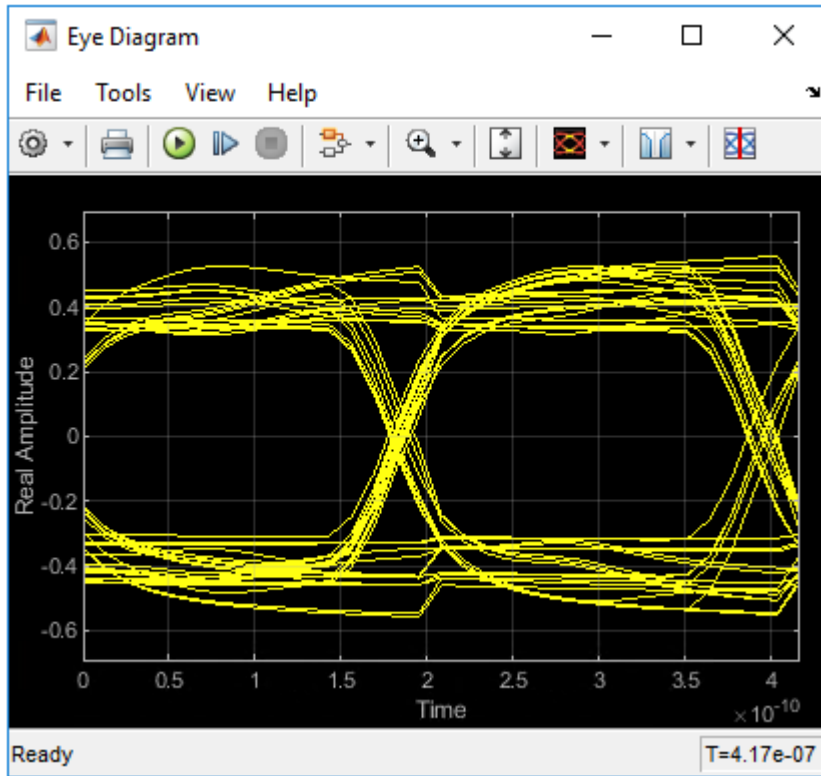 Eye Diagram
File Tools View Help
0.6
0.4
0.2
0
-0.2
-0.4
-0.6
Real Amplitude
0 0.5 1 1.5 2 2.5 3 3.5 4
Time
×10⁻¹⁰
Ready T=4.17e-07